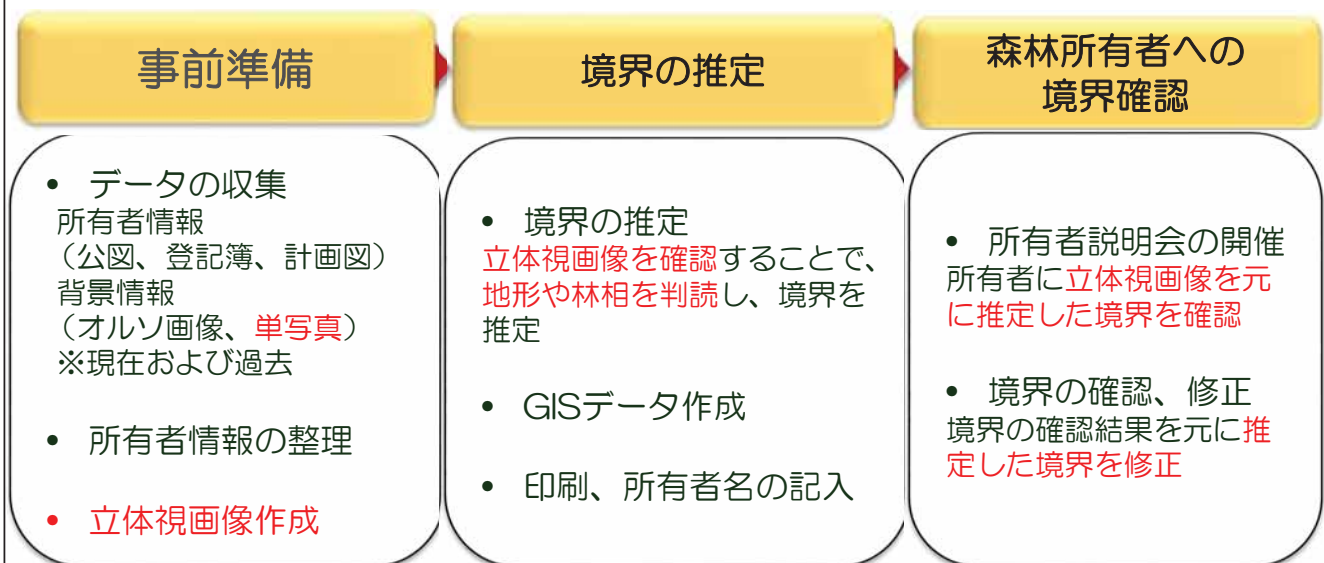 事前準備
境界の推定
森林所有者への
境界確認
• データの収集
所有者情報
（公図、登記簿、計画図）
背景情報
（オルソ画像、単写真）
※現在および過去
• 所有者情報の整理
• 立体視画像作成
• 境界の推定
立体視画像を確認することで、
地形や林相を判読し、境界を
推定
• GISデータ作成
• 印刷、所有者名の記入
• 所有者説明会の開催
所有者に立体視画像を元
に推定した境界を確認
• 境界の確認、修正
境界の確認結果を元に推
定した境界を修正